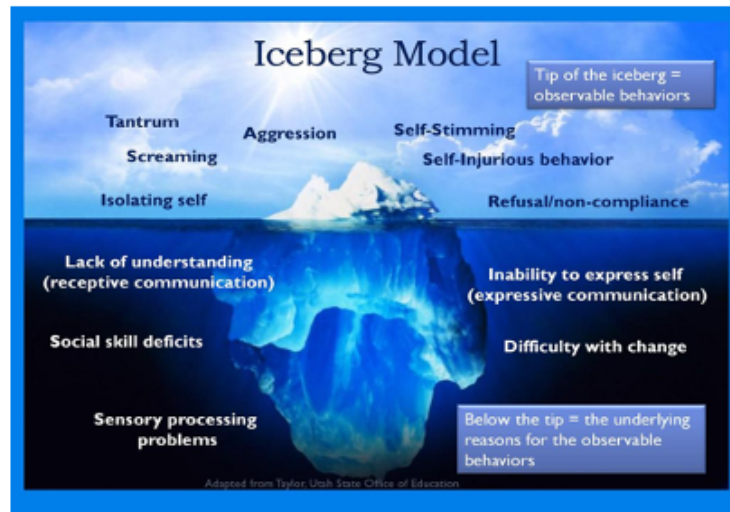 Iceberg Model
Tip of the iceberg =
observable behaviors
Tantrum
Aggression
Self-Stimming
Screaming
Self-Injurious behavior
Isolating self
Refusal/non-compliance
Lack of understanding
(receptive communication)
Inability to express self
(expressive communication)
Social skill deficits
Difficulty with change
Sensory processing
problems
Below the tip = the underlying
reasons for the observable
behaviors
Adapted from Taylor, Utah State Office of Education